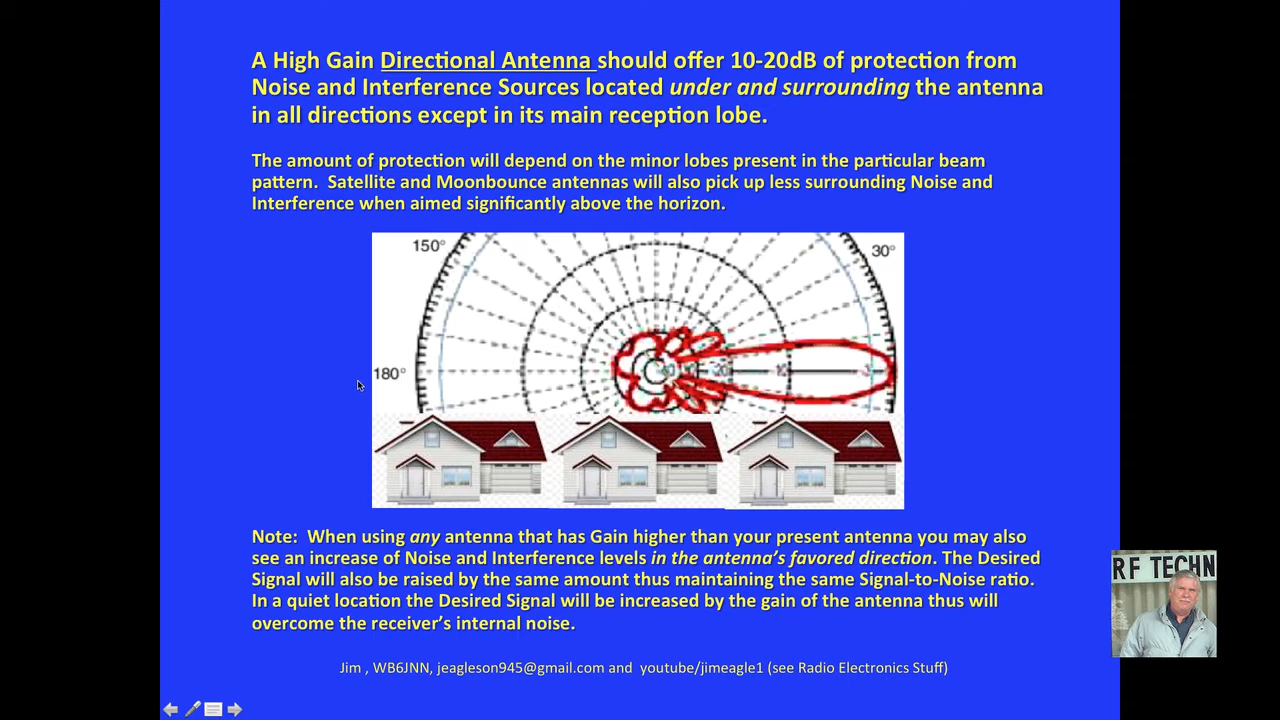 A High Gain Directional Antenna should offer 10-20dB of protection from
Noise and Interference Sources located under and surrounding the antenna
in all directions except in its main reception lobe.
The amount of protection will depend on the minor lobes present in the particular beam
pattern.  Satellite and Moonbounce antennas will also pick up less surrounding Noise and
Interference when aimed significantly above the horizon.
150°
30°
180°
Note:  When using any antenna that has Gain higher than your present antenna you may also
see an increase of Noise and Interference levels in the antenna's favored direction. The Desired
Signal will also be raised by the same amount thus maintaining the same Signal-to-Noise ratio.
In a quiet location the Desired Signal will be increased by the gain of the antenna thus will
overcome the receiver's internal noise.
RF TECHN
Jim , WB6JNN, jeagleson945@gmail.com and  youtube/jimeagle1 (see Radio Electronics Stuff)